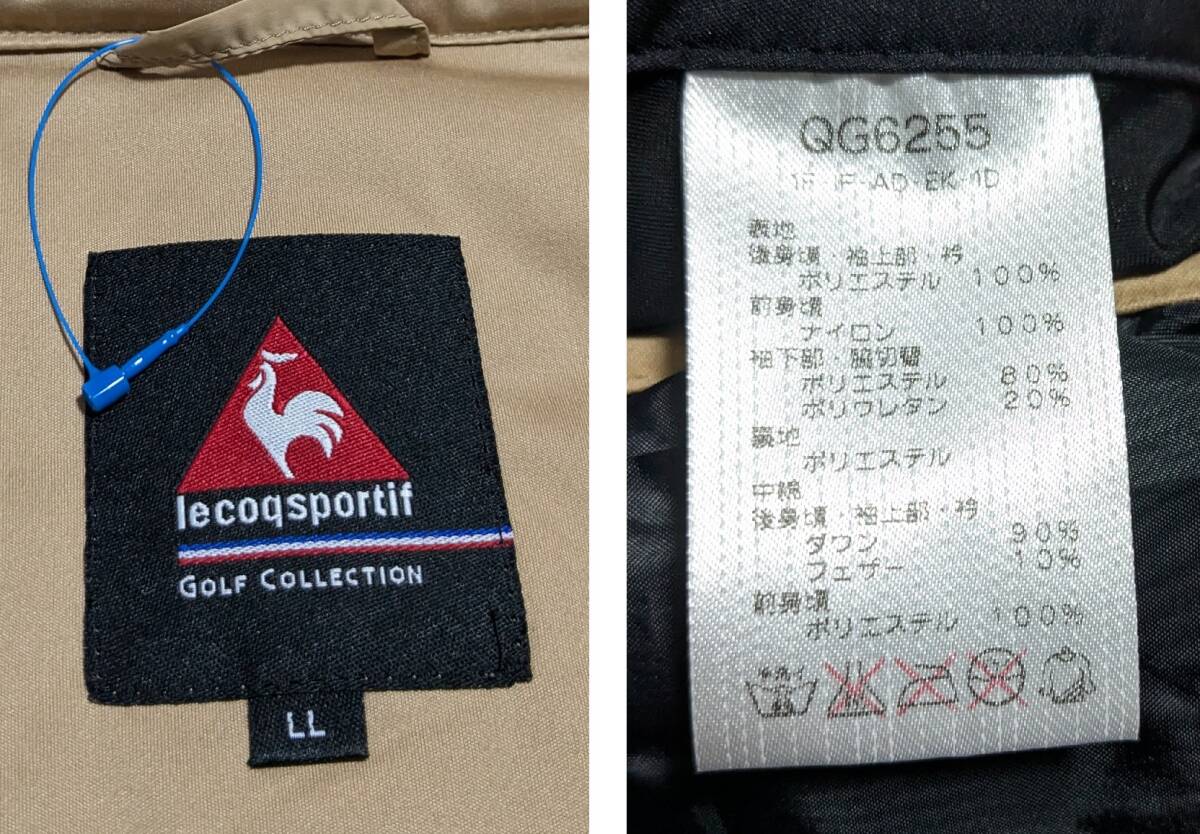 lecoqsportif
GOLF COLLECTION
LL
QG6255
表地
後身頃・袖上部・衿
ポリエステル 100%
前身頃
ナイロン 100%
袖下部 脇切替
ポリエステル 80%
ポリウレタン 20%
裏地
ポリエステル
中綿
後身頃・袖上部・衿
ダウン 90%
フェザー 10%
前身頃
ポリエステル 100%
手洗イ